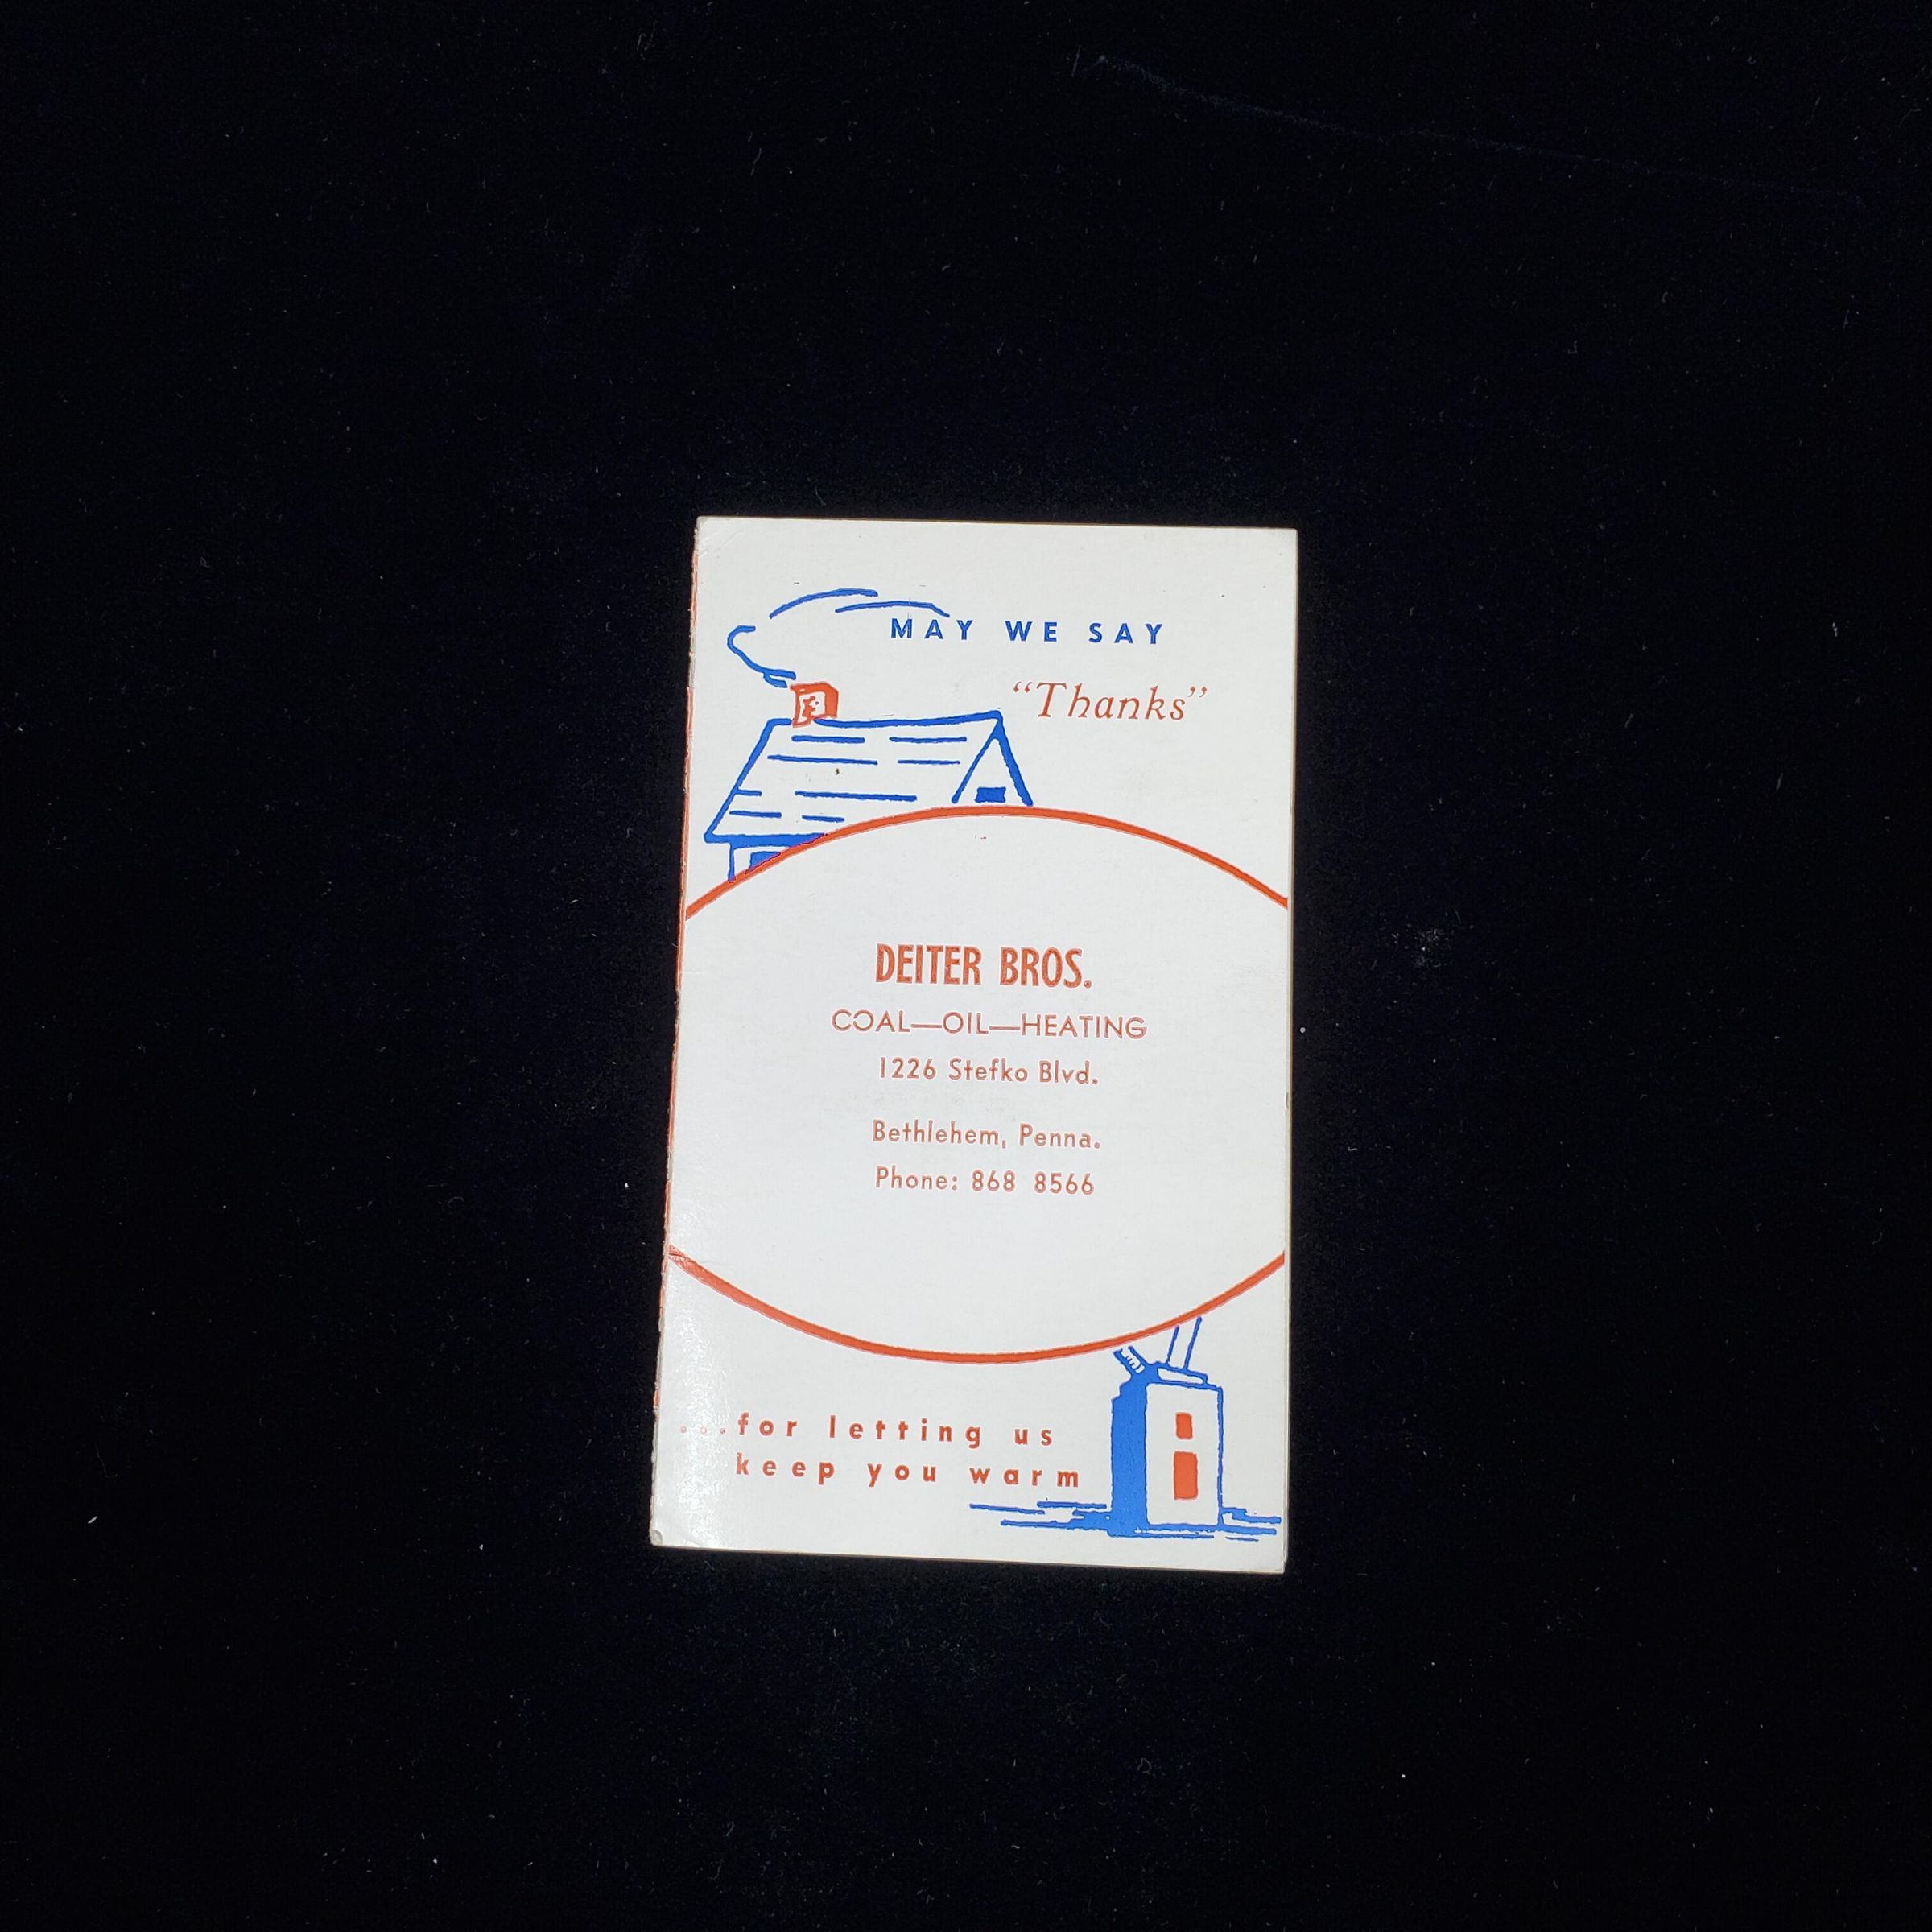 MAY WE SAY
“Thanks”
DEITER BROS.
COAL—OIL—HEATING
1226 Stefko Blvd.
Bethlehem, Penna.
Phone: 868 8566
...for letting us
keep you warm